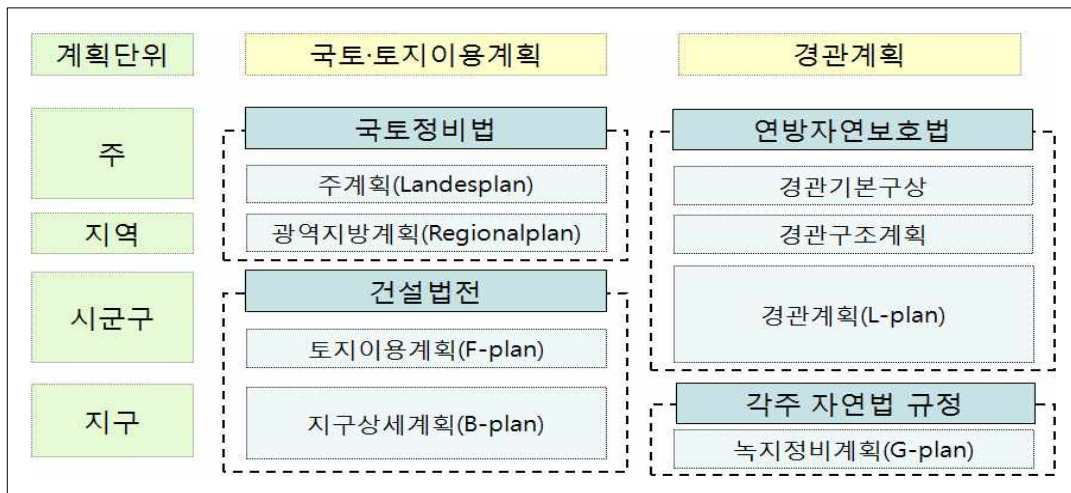 계획단위
국토·토지이용계획
경관계획
주
국토정비법
연방자연보호법
주계획(Landesplan)
경관기본구상
지역
광역지방계획(Regionalplan)
경관구조계획
시군구
건설법전
경관계획(L-plan)
토지이용계획(F-plan)
지구
지구상세계획(B-plan)
각주 자연법 규정
녹지정비계획(G-plan)